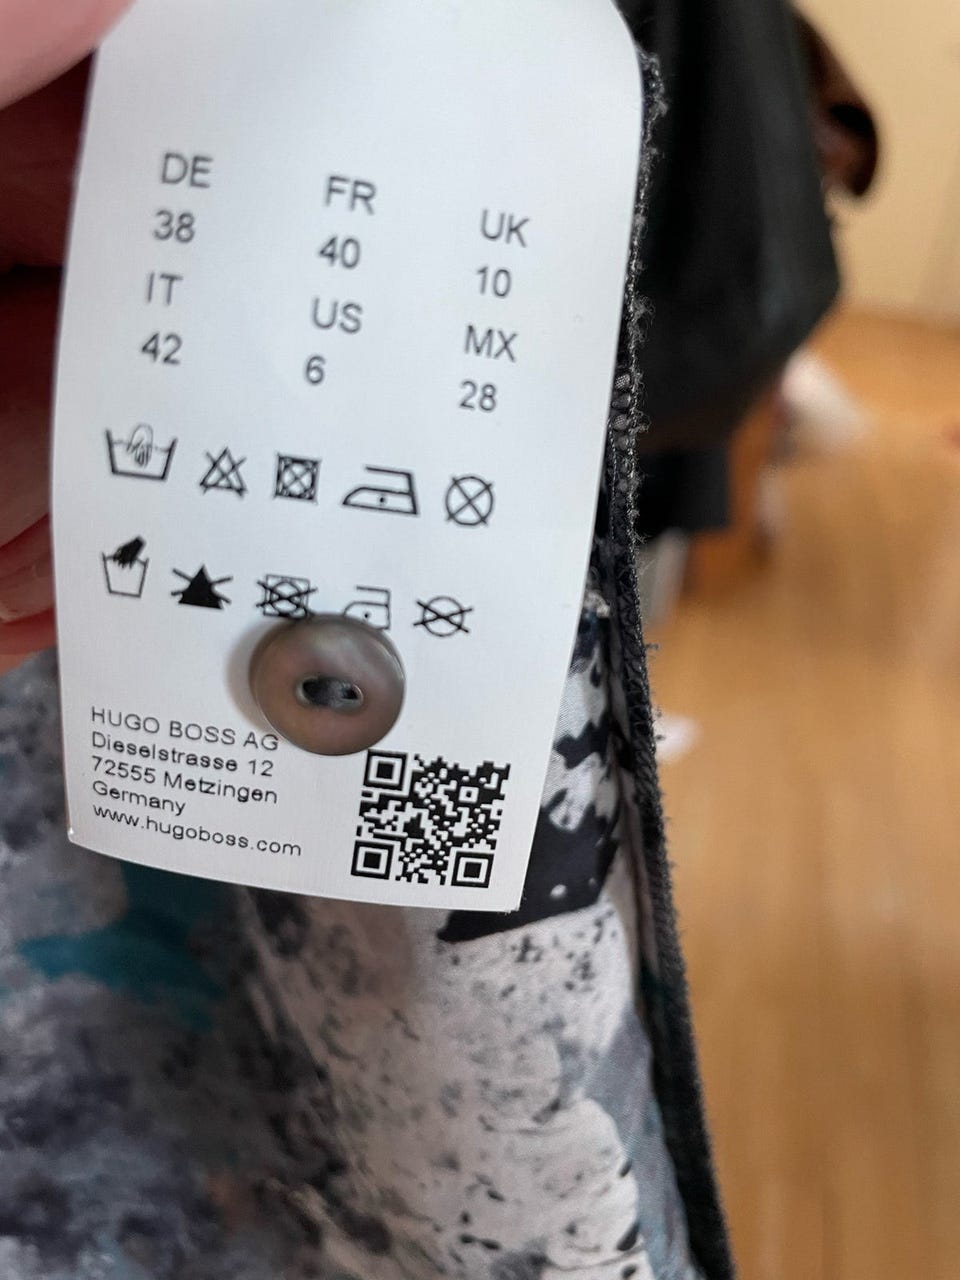 DE FR UK
38 40 10
IT US MX
42 6 28
HUGO BOSS AG
Dieselstrasse 12
72555 Metzingen
Germany
www.hugoboss.com